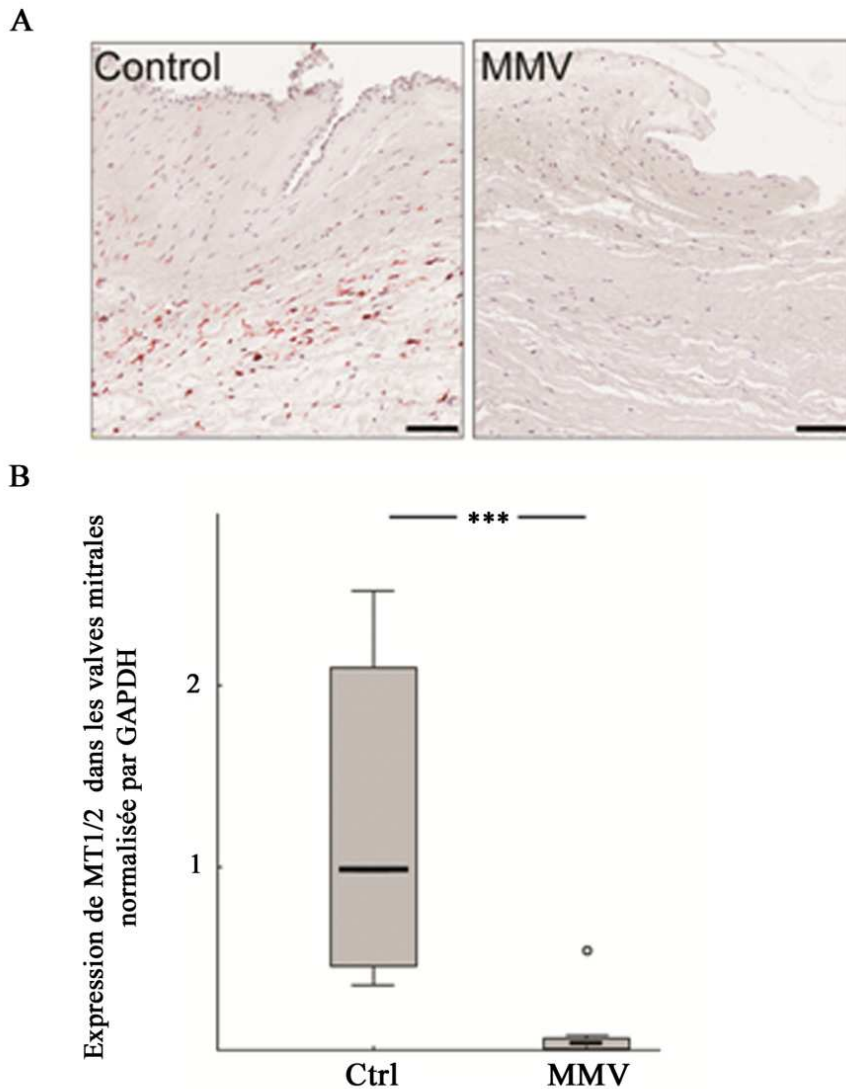 A
Control
MMV
B
Expression de MT1/2 dans les valves mitrales
normalisée par GAPDH
***
2
1
Ctrl
MMV